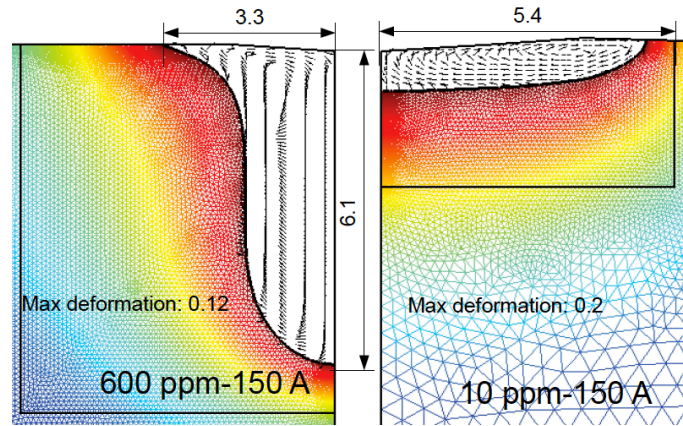 3.3
5.4
6.1
Max deformation: 0.12
Max deformation: 0.2
600 ppm-150 A
10 ppm-150 A